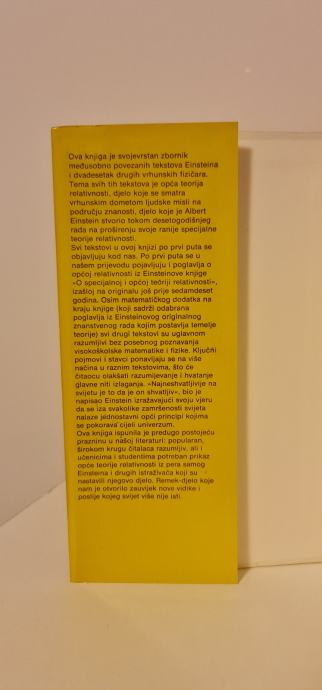 Ova knjiga je svojevrstan zbornik
međusobno povezanih tekstova Einsteina
i dvadesetak drugih vrhunskih fizičara.
Tema svih tih tekstova je opća teorija
relativnosti, djelo koje se smatra
vrhunskim dometom ljudske misli na
području znanosti, djelo koje je Albert
Einstein stvorio tokom desetogodišnjeg
rada na proširenju svoje ranije specijalne
teorije relativnosti.
Svi tekstovi u ovoj knjizi po prvi puta se
objavljuju kod nas. Po prvi puta se u
našem prijevodu pojavljuju i poglavlja o
općoj relativnosti iz Einsteinove knjige
»O specijalnoj i općoj teoriji relativnosti«,
izašloj na originalu još prije sedamdeset
godina. Osim matematičkog dodatka na
kraju knjige (koji sadrži odabrana
poglavlja iz Einsteinovog originalnog
znanstvenog rada kojim postavlja temelje
teorije) svi drugi tekstovi su uglavnom
razumljivi bez posebnog poznavanja
visokoškolske matematike i fizike. Ključni
pojmovi i stavci ponavljaju se na više
načina u raznim tekstovima, što će
čitaocu olakšati razumijevanje i hvatanje
glavne niti izlaganja. »Najneshvatljivije na
svijetu je to da je on shvatljiv«, bio je
napisao Einstein izražavajući svoju vjeru
da se iza svakolike zamršenosti svijeta
nalaze jednostavni opći principi kojima
se pokorava cijeli univerzum.
Ova knjiga ispunila je predugo postojeću
prazninu u našoj literaturi: popularan,
širokom krugu čitalaca razumljiv, ali i
učenicima i studentima potreban prikaz
opće teorije relativnosti iz pera samog
Einsteina i drugih istraživača koji su
nastavili njegovo djelo. Remek-djelo koje
nam je otvorilo zauvijek nove vidike i
poslije kojeg svijet više nije isti.